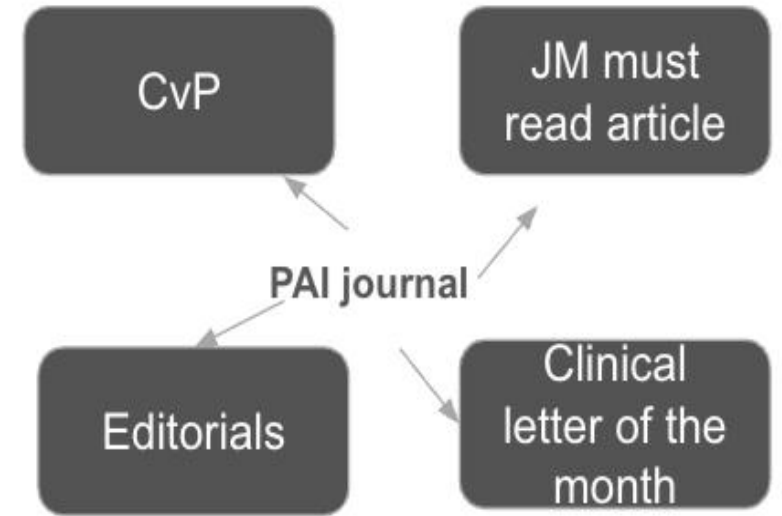 CvP
JM must
read article
PAI journal
Editorials
Clinical
letter of the
month